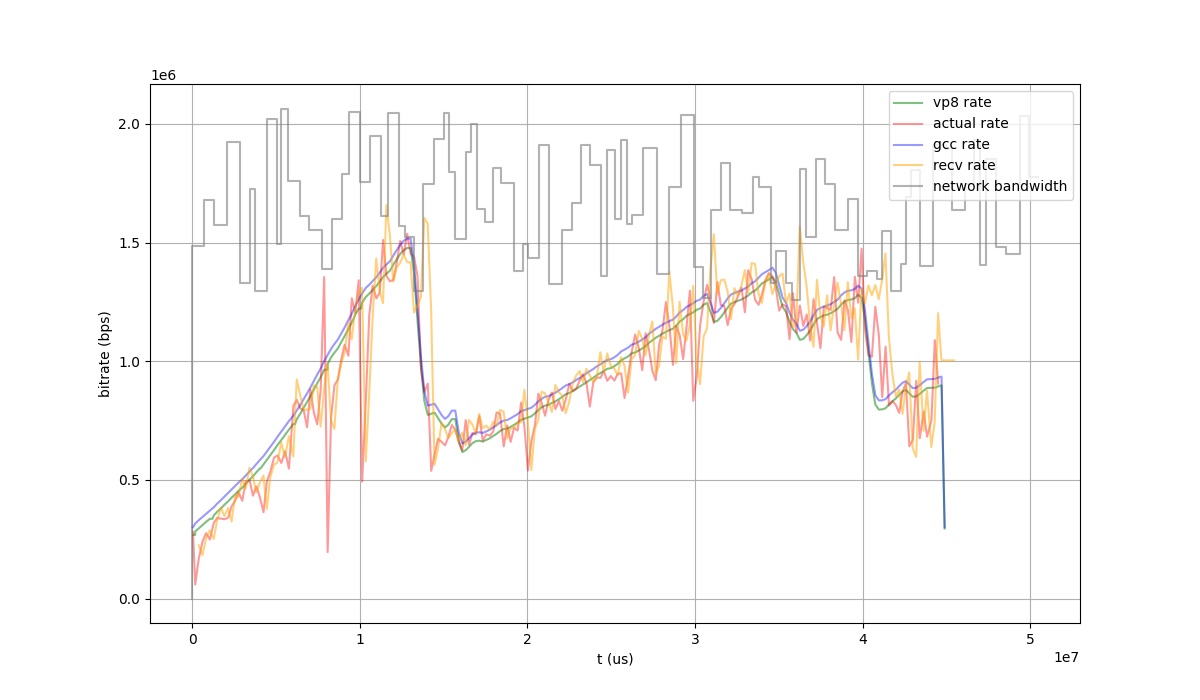 1e6
2.0
1.5
1.0
0.5
0.0
bitrate (bps)
vp8 rate
actual rate
gcc rate
recv rate
network bandwidth
0
1
2
3
4
5
t (us)
1e7